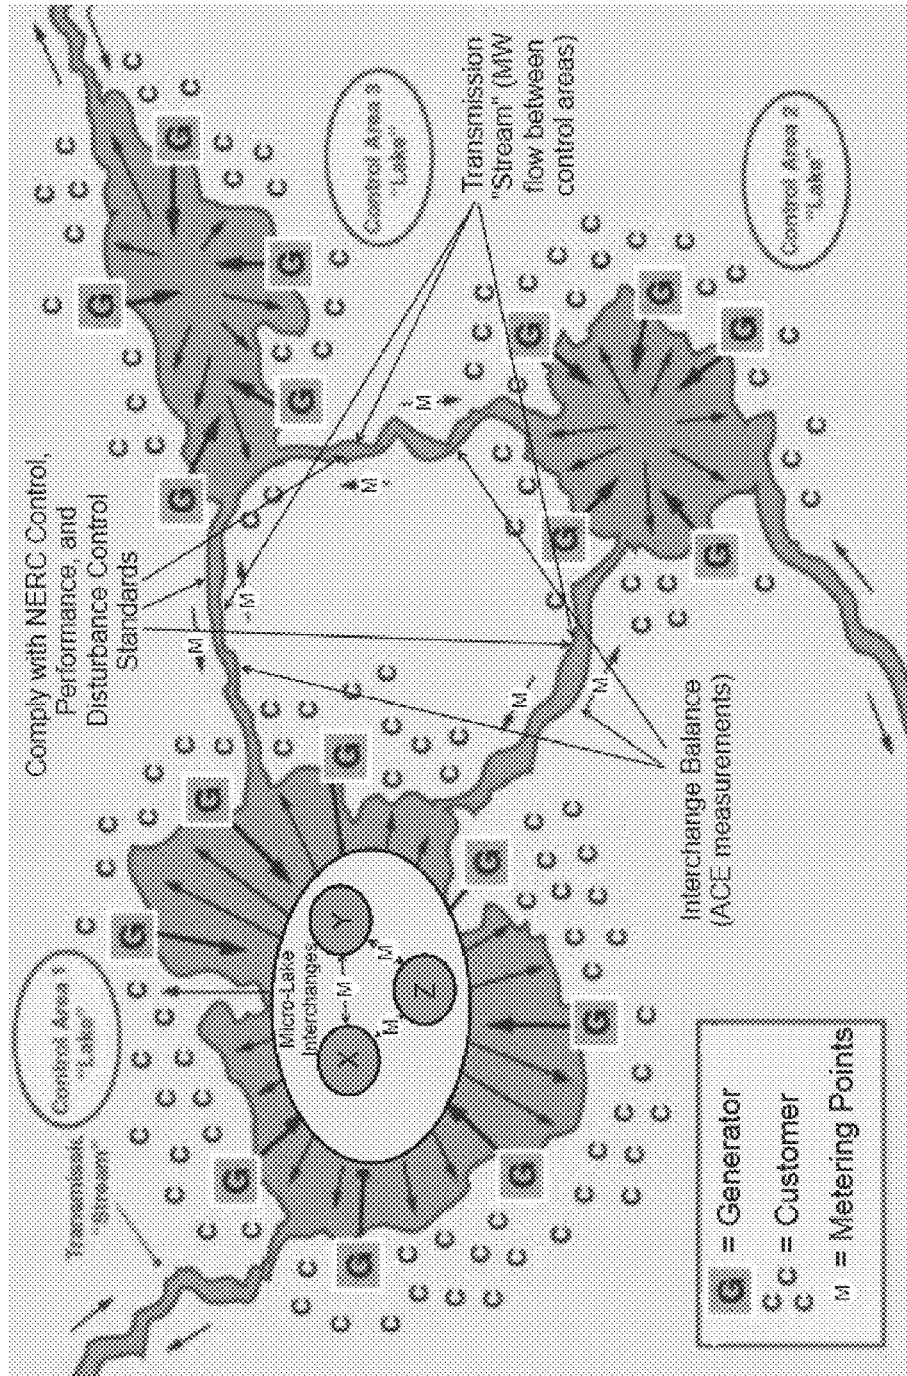 Control Area 1
"Lake"
Comply with NERC Control,
Performance, and
Disturbance Control
Standards
"Stream"
Micro-Lake
Interchanges
X
Y
Z
M
M
M
G
G
G
G
G
G
G
G
M
M
M
M
M
M
G
G
G
G
G
Control Area 3
"Lake"
Transmission
"Stream" (MW
flow between
control areas)
G
G
G
G
G
Control Area 2
"Lake"
Interchange Balance
(ACE measurements)
G = Generator
C C C = Customer
M = Metering Points